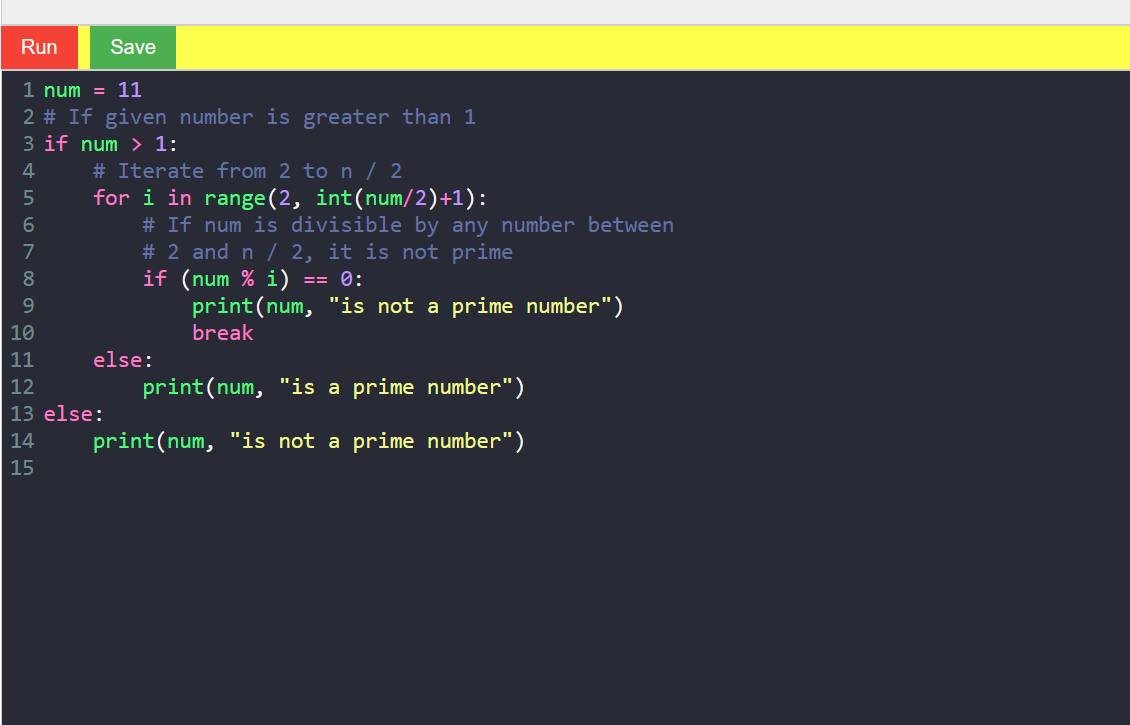 Run Save
1 num = 11
2 # If given number is greater than 1
3 if num > 1:
4     # Iterate from 2 to n / 2
5     for i in range(2, int(num/2)+1):
6         # If num is divisible by any number between
7         # 2 and n / 2, it is not prime
8         if (num % i) == 0:
9             print(num, "is not a prime number")
10             break
11     else:
12         print(num, "is a prime number")
13 else:
14     print(num, "is not a prime number")
15